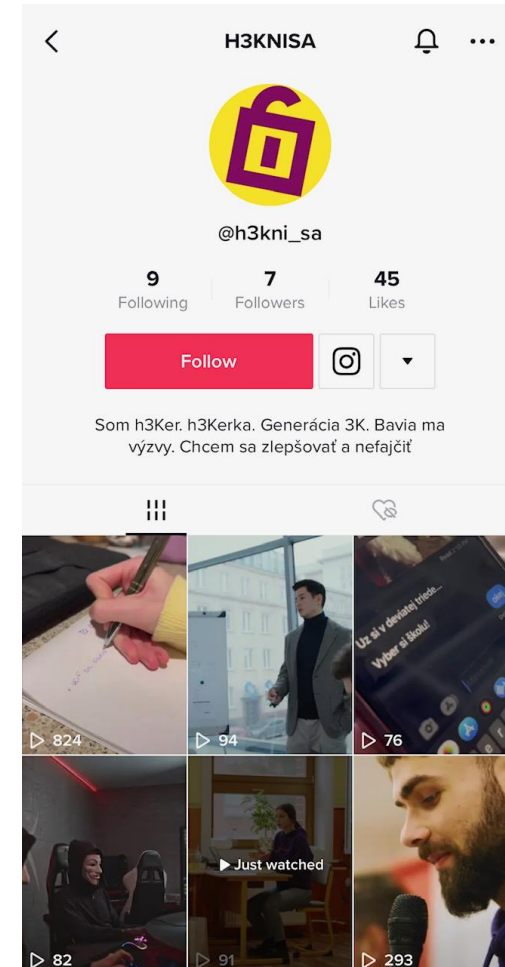 H3KNISA
@h3kni_sa
9 7 45
Following Followers Likes
Follow
Som h3Ker. h3Kerka. Generácia 3K. Bavia ma
výzvy. Chcem sa zlepšovať a nefajčiť
Uz si v deviatej triede...
Vyber si školu!
824 94 76
Just watched
82 91 293